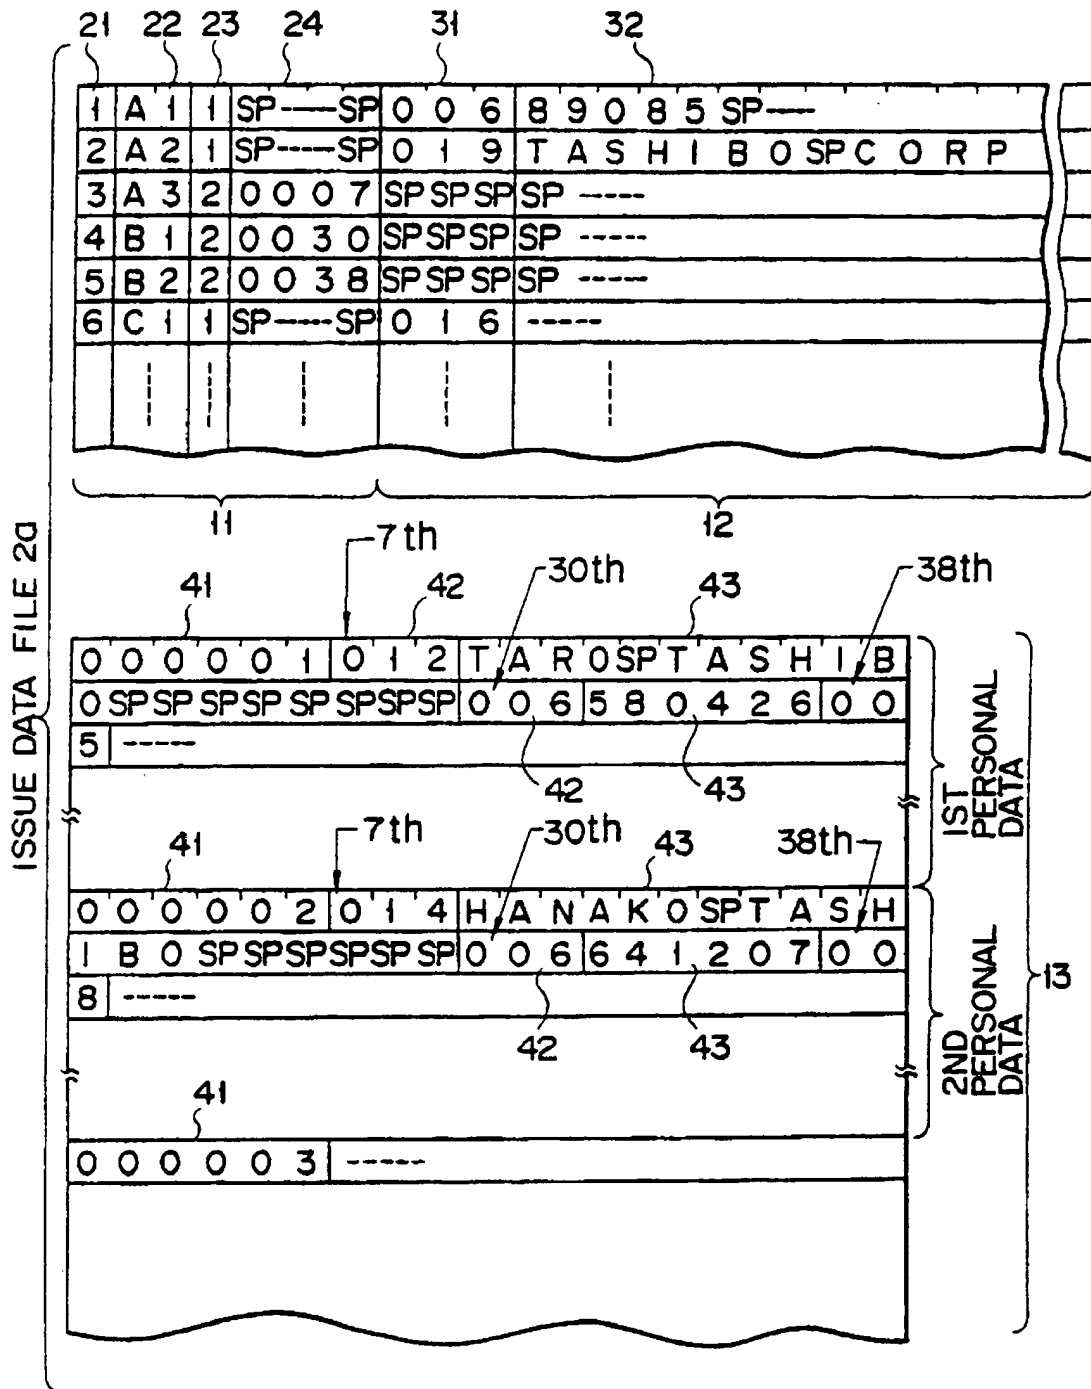 21 22 23 24 31 32
1 A 1 1 SP----SP 0 0 6 8 9 0 8 5 SP----
2 A 2 1 SP----SP 0 1 9 T A S H I B O SP C O R P
3 A 3 2 0 0 0 7 SP SP SP SP -----
4 B 1 2 0 0 3 0 SP SP SP SP -----
5 B 2 2 0 0 3 8 SP SP SP SP -----
6 C 1 1 SP----SP 0 1 6 -----
11 12
ISSUE DATA FILE 2a
41 7th 42 30th 43 38th
0 0 0 0 0 1 0 1 2 T A R O SP T A S H I B
O SP SP SP SP SP SP SP SP 0 0 6 5 8 0 4 2 6 0 0
5 -----
42 43
1ST PERSONAL DATA
41 7th 30th 43 38th
0 0 0 0 0 2 0 1 4 H A N A K O SP T A S H
I B O SP SP SP SP SP SP 0 0 6 6 4 1 2 0 7 0 0
8 -----
42 43
2ND PERSONAL DATA
13
41
0 0 0 0 0 3 -----